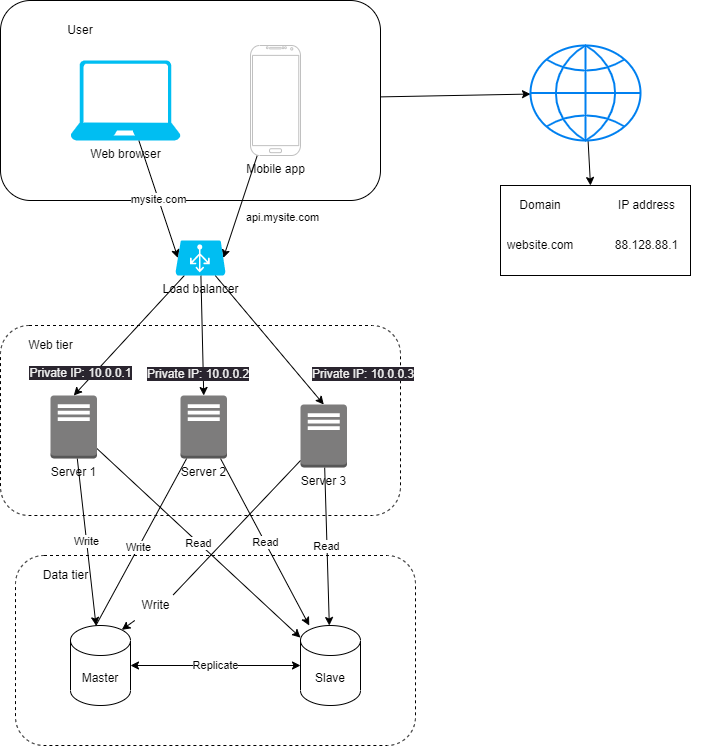 User
Web browser
Mobile app
mysite.com
api.mysite.com
Domain
IP address
website.com
88.128.88.1
Load balancer
Web tier
Private IP: 10.0.0.1
Private IP: 10.0.0.2
Private IP: 10.0.0.3
Server 1
Server 2
Server 3
Write
Write
Read
Read
Read
Data tier
Write
Master
Replicate
Slave